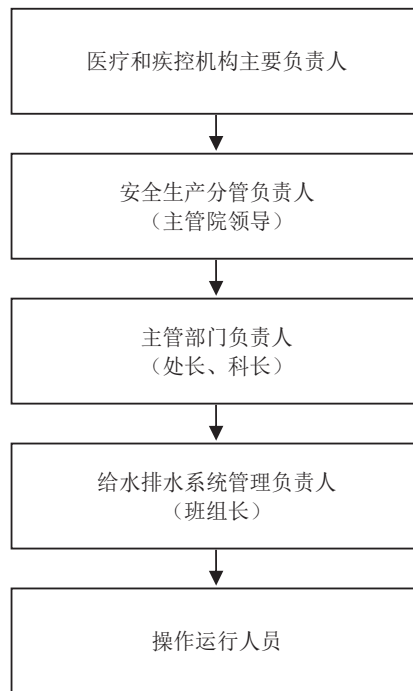 医疗和疾控机构主要负责人
安全生产分管负责人
（主管院领导）
主管部门负责人
（处长、科长）
给水排水系统管理负责人
（班组长）
操作运行人员